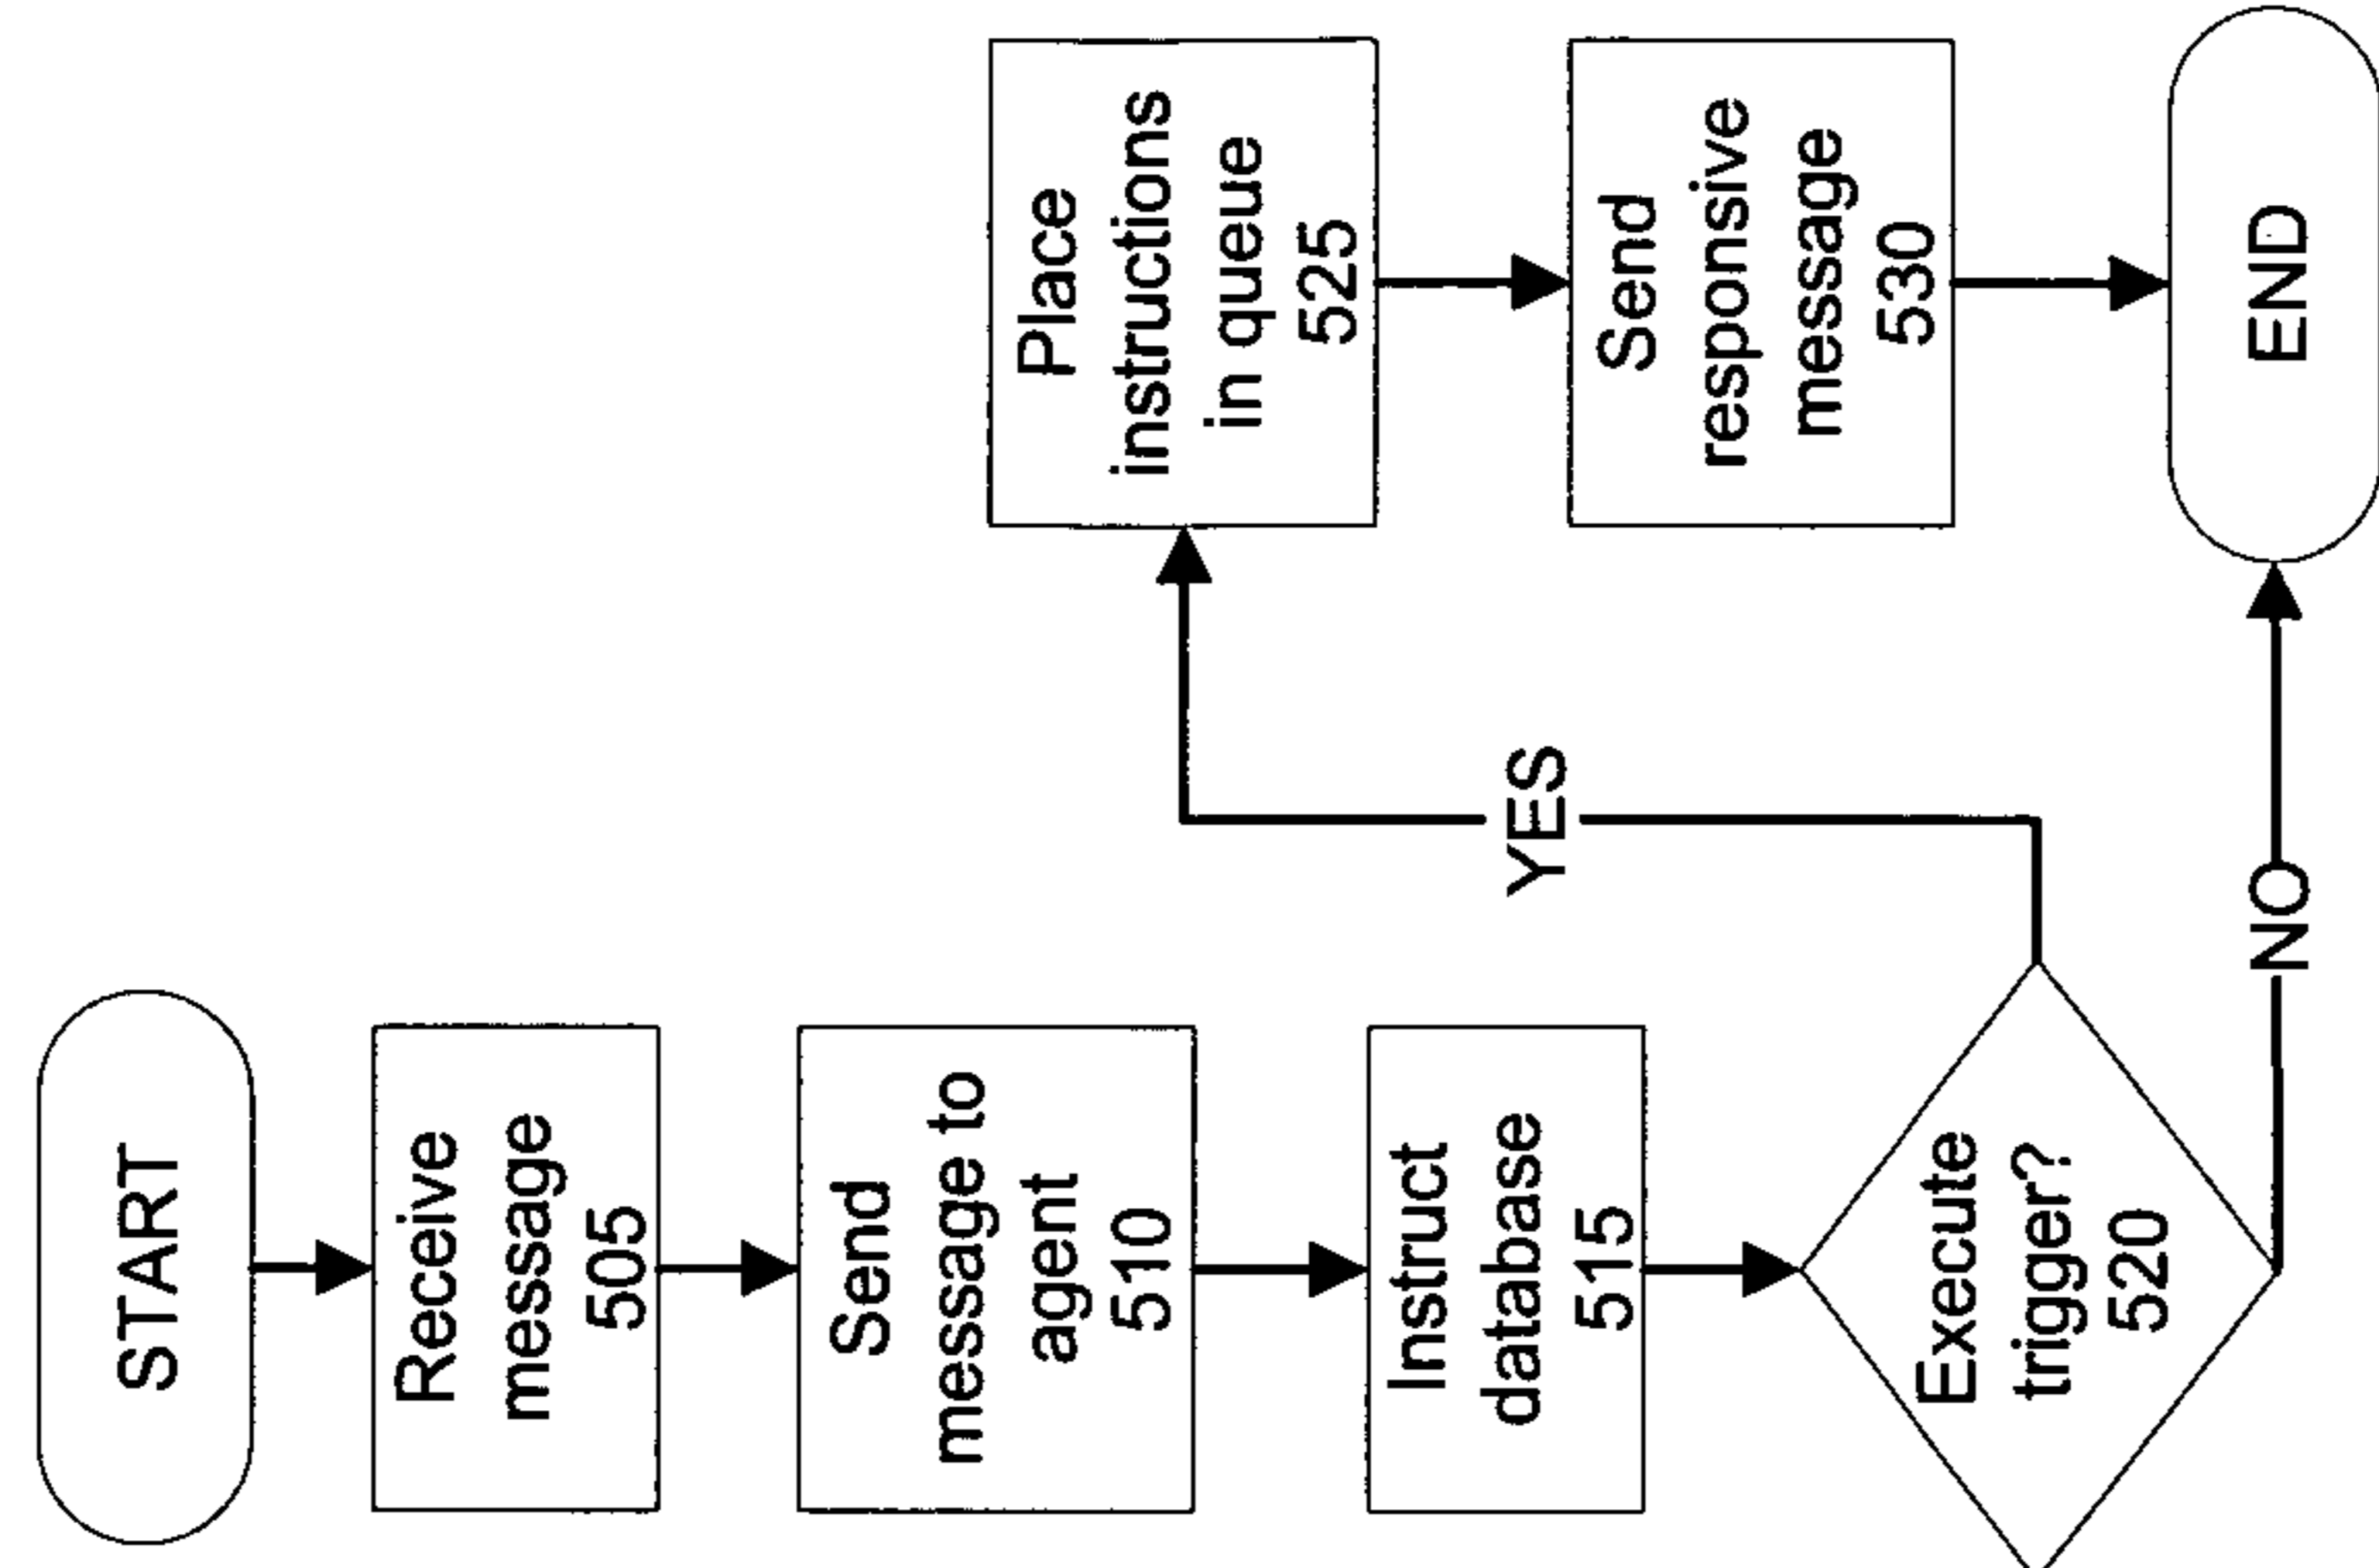 START
Receive
message
505
Send
message to
agent
510
Instruct
database
515
Execute
trigger?
520
YES
NO
Place
instructions
in queue
525
Send
responsive
message
530
END